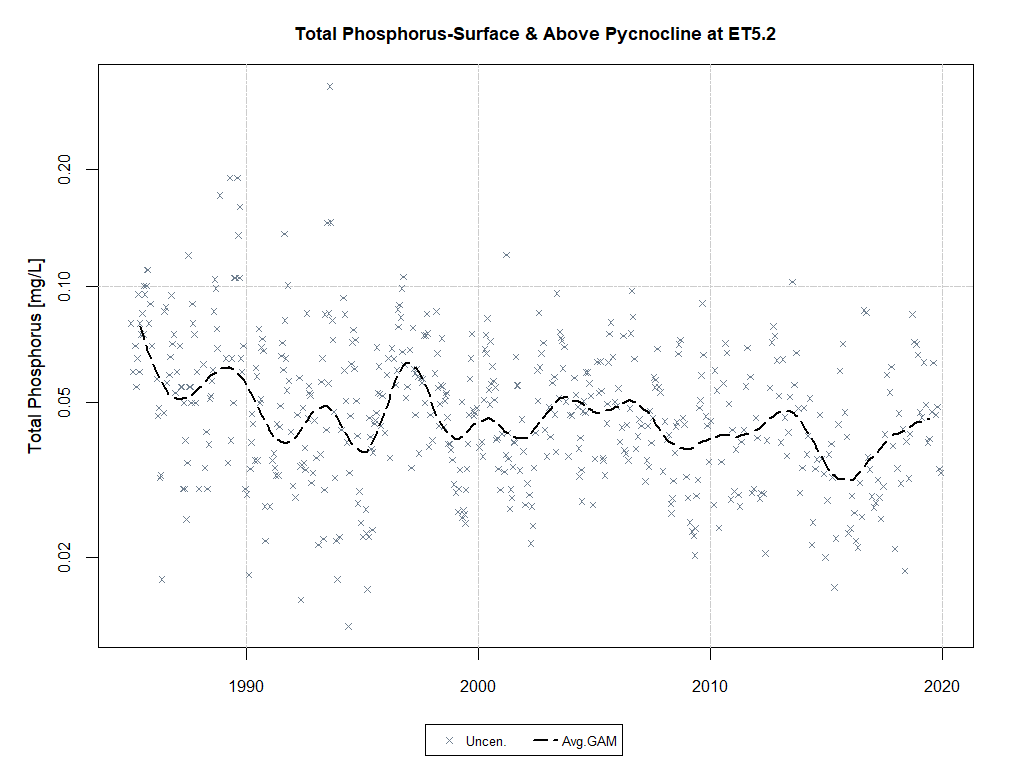 Total Phosphorus-Surface & Above Pycnocline at ET5.2
Total Phosphorus [mg/L]
0.20
0.10
0.05
0.02
1990 2000 2010 2020
Uncen. Avg.GAM